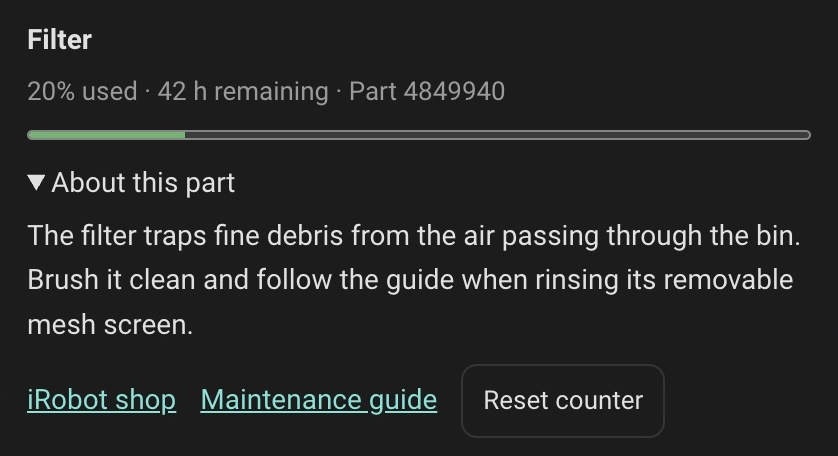 Filter
20% used · 42 h remaining · Part 4849940
▼ About this part
The filter traps fine debris from the air passing through the bin.
Brush it clean and follow the guide when rinsing its removable
mesh screen.
iRobot shop Maintenance guide Reset counter